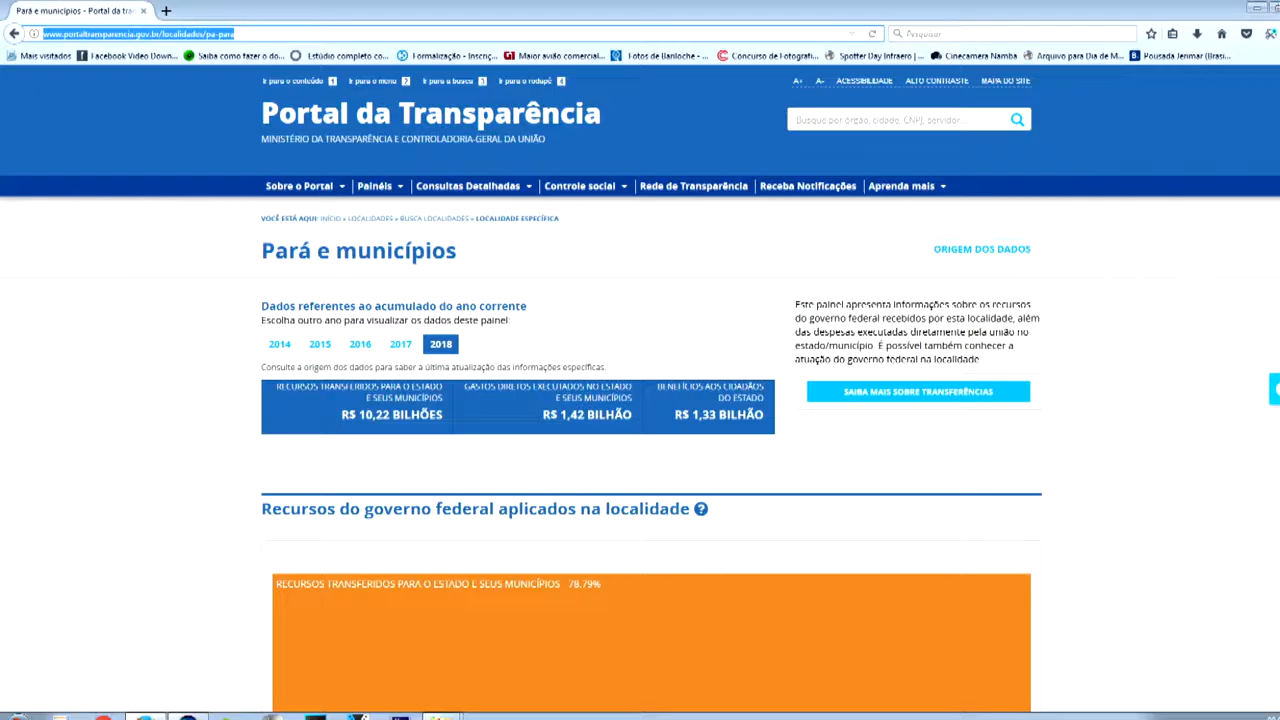 Pará e municípios - Portal da tran
www.portaltransparencia.gov.br/localidades/pa-para
Pesquisar
Mais visitados
Facebook Video Down...
Saiba como fazer o do...
Estúdio completo co...
Formalização - Inscriç...
Maior avião comercial...
Fotos de Banloche - ...
Concurso de Fotografi...
Spotter Day Infraero | ...
Cinecamera Namba
Arquivo para Dia de M...
Pousada Jerimar (Bras...
Ir para o conteúdo 1
Ir para o menu 2
Ir para a busca 3
Ir para o rodapé 4
A+
A-
ACESSIBILIDADE
ALTO CONTRASTE
MAPA DO SITE
Portal da Transparência
MINISTÉRIO DA TRANSPARÊNCIA E CONTROLADORIA-GERAL DA UNIÃO
Busque por órgão, cidade, CNPJ, servidor...
Sobre o Portal
Painéis
Consultas Detalhadas
Controle social
Rede de Transparência
Receba Notificações
Aprenda mais
VOCÊ ESTÁ AQUI: INÍCIO » LOCALIDADES » BUSCA LOCALIDADES » LOCALIDADE ESPECÍFICA
Pará e municípios
ORIGEM DOS DADOS
Dados referentes ao acumulado do ano corrente
Escolha outro ano para visualizar os dados deste painel:
2014 2015 2016 2017 2018
Consulte a origem dos dados para saber a última atualização das informações específicas.
RECURSOS TRANSFERIDOS PARA O ESTADO
E SEUS MUNICÍPIOS
R$ 10,22 BILHÕES
GASTOS DIRETOS EXECUTADOS NO ESTADO
E SEUS MUNICÍPIOS
R$ 1,42 BILHÃO
BENEFÍCIOS AOS CIDADÃOS
DO ESTADO
R$ 1,33 BILHÃO
Este painel apresenta informações sobre os recursos
do governo federal recebidos por esta localidade, além
das despesas executadas diretamente pela união no
estado/município. É possível também conhecer a
atuação do governo federal na localidade
SAIBA MAIS SOBRE TRANSFERÊNCIAS
Recursos do governo federal aplicados na localidade ?
RECURSOS TRANSFERIDOS PARA O ESTADO E SEUS MUNICÍPIOS 78.79%